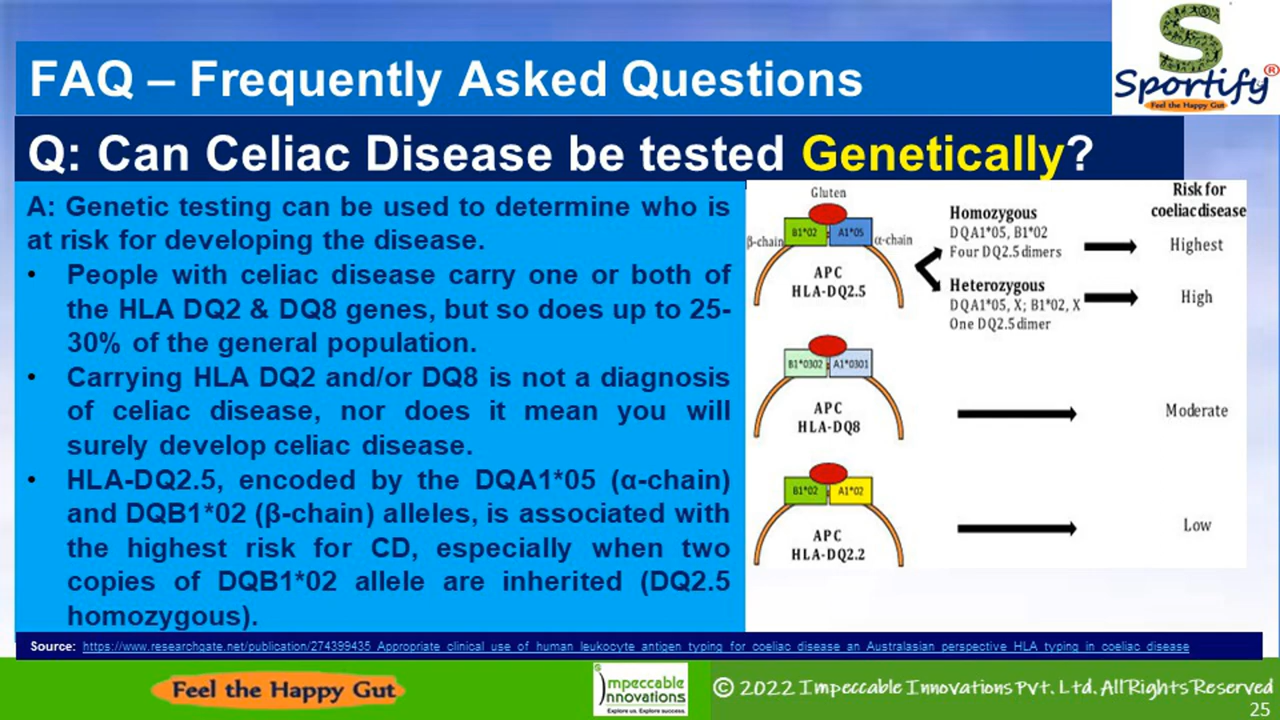 S
Sportify®
Feel the Happy Gut
FAQ – Frequently Asked Questions
Q: Can Celiac Disease be tested Genetically?
A: Genetic testing can be used to determine who is
at risk for developing the disease.
• People with celiac disease carry one or both of
the HLA DQ2 & DQ8 genes, but so does up to 25-
30% of the general population.
• Carrying HLA DQ2 and/or DQ8 is not a diagnosis
of celiac disease, nor does it mean you will
surely develop celiac disease.
• HLA-DQ2.5, encoded by the DQA1*05 (α-chain)
and DQB1*02 (β-chain) alleles, is associated with
the highest risk for CD, especially when two
copies of DQB1*02 allele are inherited (DQ2.5
homozygous).
Gluten
β-chain
B1*02
A1*05
α-chain
APC
HLA-DQ2.5
Homozygous
DQA1*05, B1*02
Four DQ2.5 dimers
Heterozygous
DQA1*05, X; B1*02, X
One DQ2.5 dimer
Risk for
coeliac disease
Highest
High
B1*0302
A1*0301
APC
HLA-DQ8
Moderate
B1*02
A1*02
APC
HLA-DQ2.2
Low
Source: https://www.researchgate.net/publication/274399435_Appropriate_clinical_use_of_human_leukocyte_antigen_typing_for_coeliac_disease_an_Australasian_perspective_HLA_typing_in_coeliac_disease
Feel the Happy Gut
Impeccable
Innovations
Explore us. Explore success.
© 2022 Impeccable Innovations Pvt. Ltd. All Rights Reserved
25